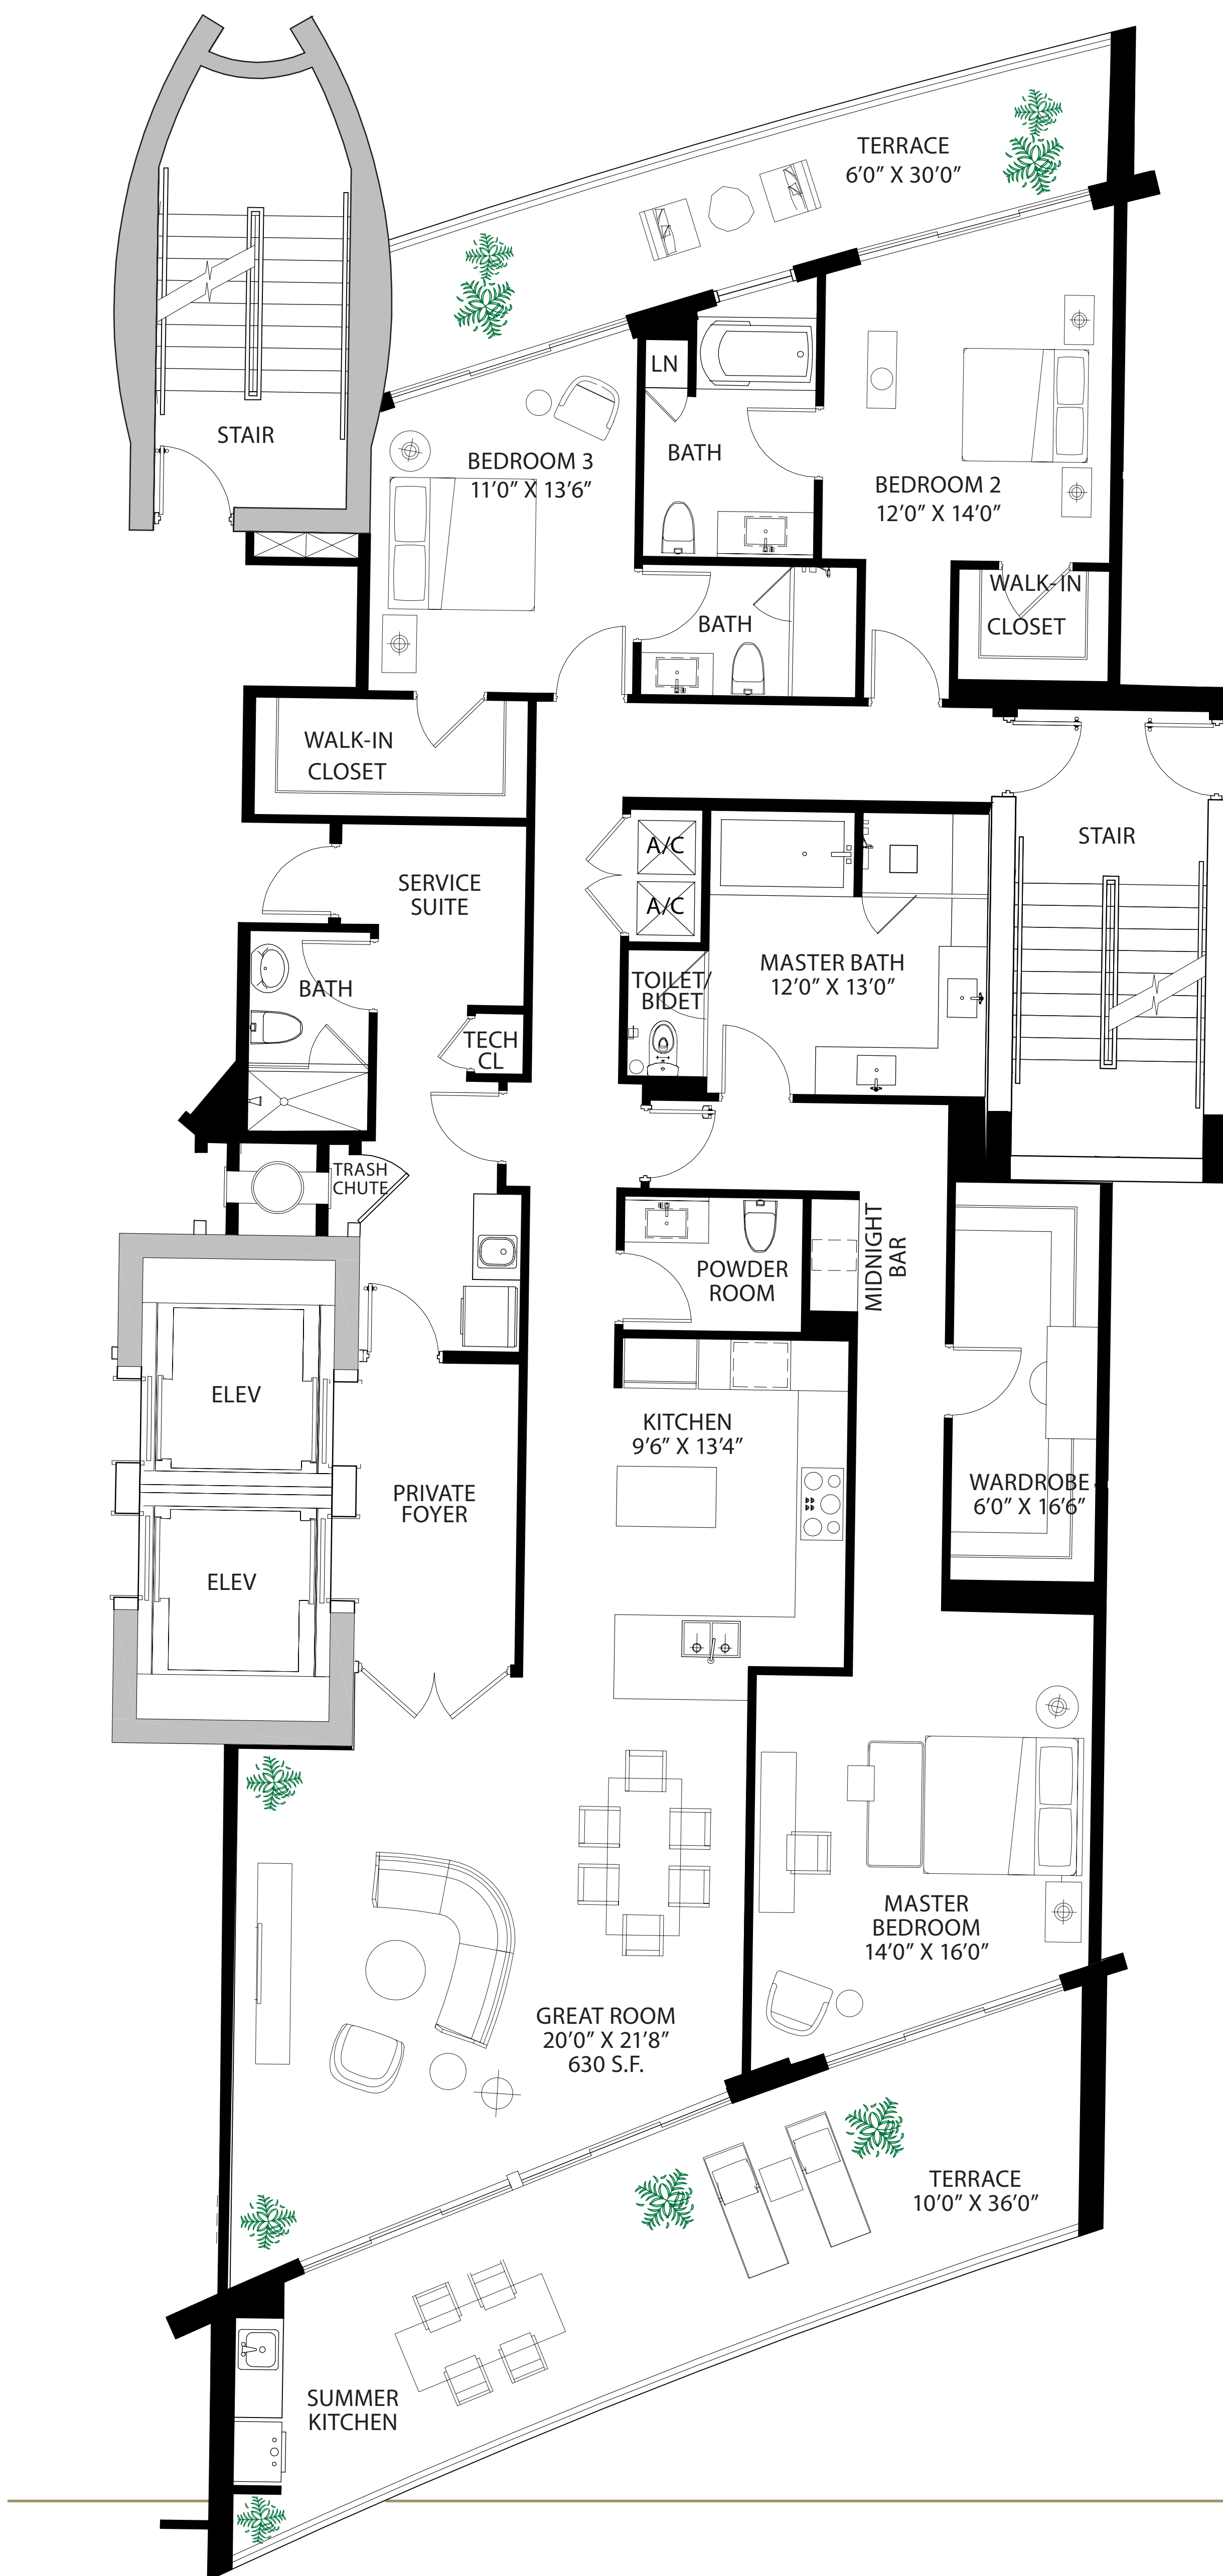 TERRACE
6'0" X 30'0"
LN
STAIR
BATH
BEDROOM 3
11'0" X 13'6"
BEDROOM 2
12'0" X 14'0"
WALK-IN
CLOSET
BATH
WALK-IN
CLOSET
STAIR
A/C
A/C
SERVICE
SUITE
MASTER BATH
12'0" X 13'0"
TOILET/
BIDET
BATH
TECH
CL
TRASH
CHUTE
MIDNIGHT
BAR
POWDER
ROOM
ELEV
KITCHEN
9'6" X 13'4"
WARDROBE
6'0" X 16'6"
PRIVATE
FOYER
ELEV
MASTER
BEDROOM
14'0" X 16'0"
GREAT ROOM
20'0" X 21'8"
630 S.F.
TERRACE
10'0" X 36'0"
SUMMER
KITCHEN